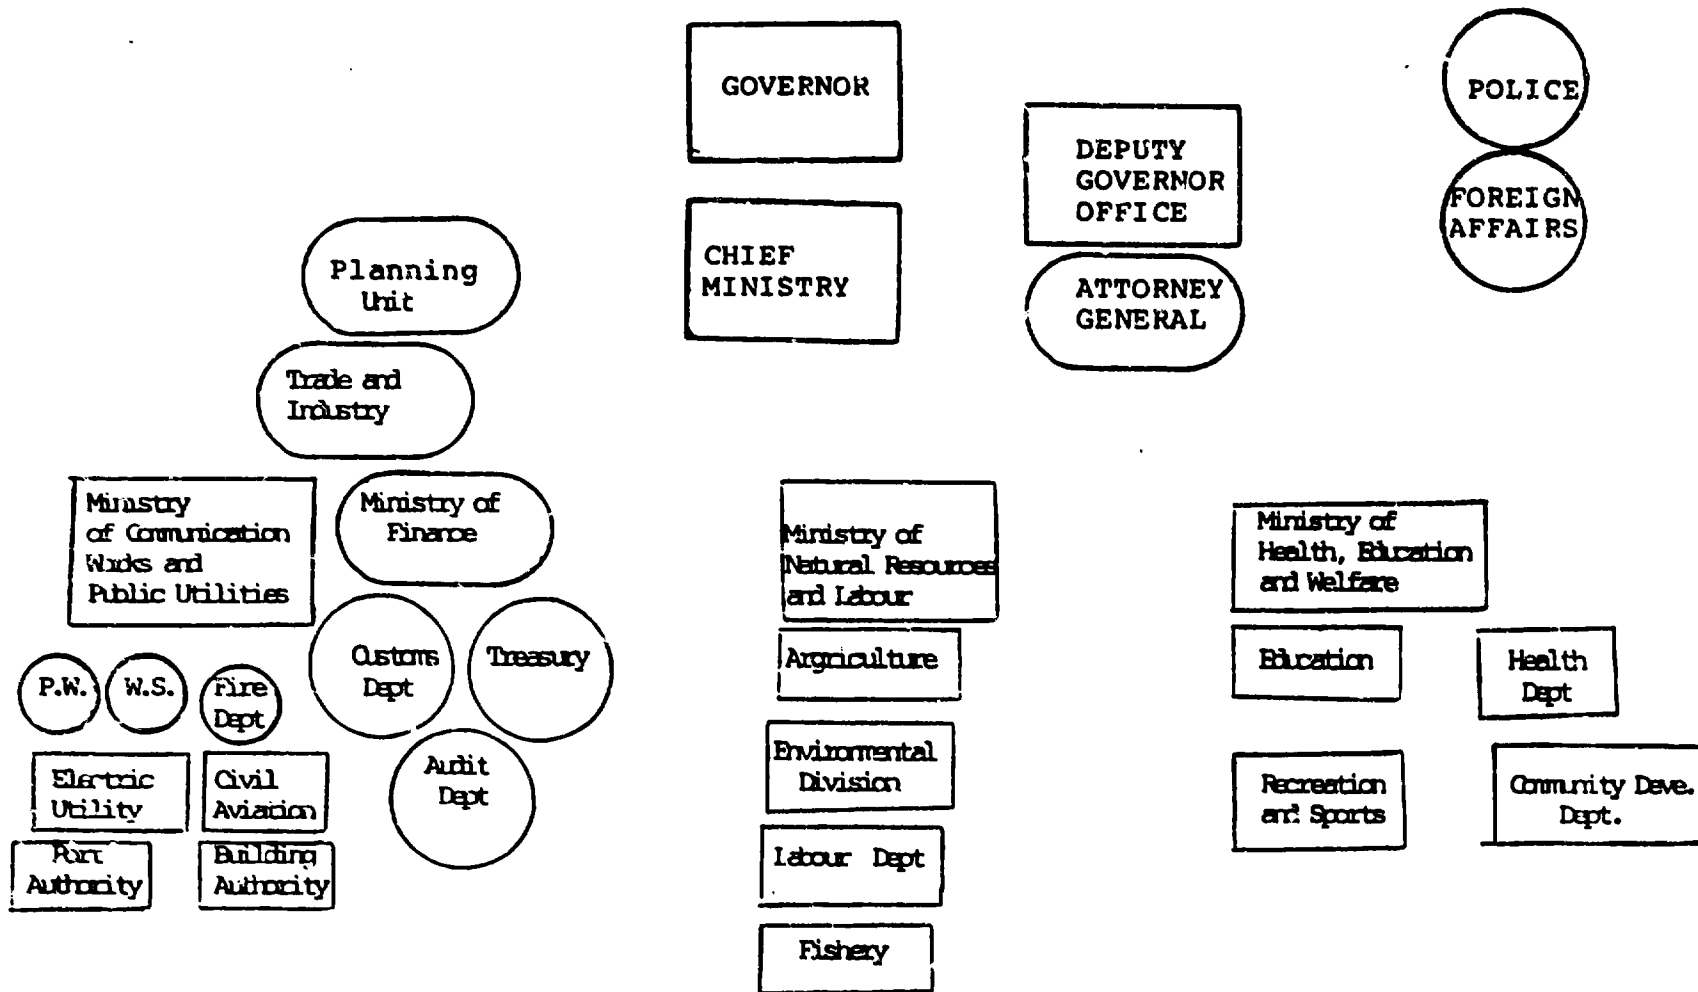 GOVERNOR
CHIEF
MINISTRY
DEPUTY
GOVERNOR
OFFICE
ATTORNEY
GENERAL
POLICE
FOREIGN
AFFAIRS
Planning
Unit
Trade and
Industry
Ministry
of Communication
Works and
Public Utilities
Ministry of
Finance
P.W.
W.S.
Fire
Dept
Customs
Dept
Treasury
Audit
Dept
Electric
Utility
Civil
Aviation
Port
Authority
Building
Authority
Ministry of
Natural Resources
and Labour
Argriculture
Environmental
Division
Labour Dept
Fishery
Ministry of
Health, Education
and Welfare
Education
Health
Dept
Recreation
and Sports
Community Deve.
Dept.